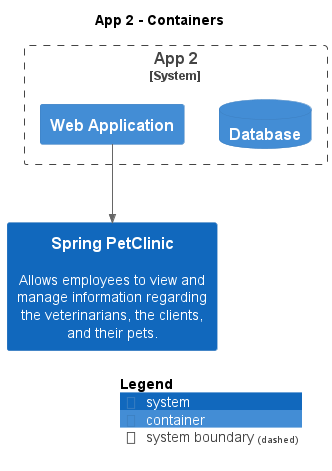 App 2 - Containers
App 2
[System]
Web Application
Database
Spring PetClinic
Allows employees to view and
manage information regarding
the veterinarians, the clients,
and their pets.
Legend
system
container
system boundary (dashed)